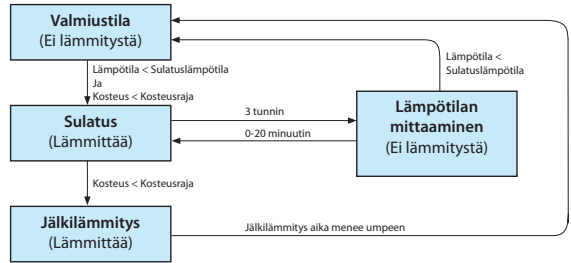 Valmiustila
(Ei lämmitystä)
Lämpötila < Sulatuslämpötila
Ja
Kosteus < Kosteusraja
Lämpötila <
Sulatuslämpötila
Sulatus
(Lämmittää)
3 tunnin
0-20 minuutin
Lämpötilan
mittaaminen
(Ei lämmitystä)
Kosteus < Kosteusraja
Jälkilämmitys
(Lämmittää)
Jälkilämmitys aika menee umpeen